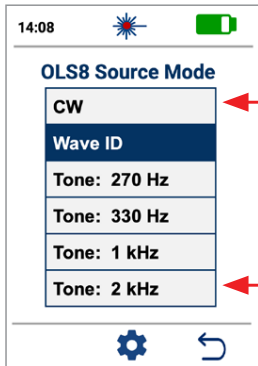 14:08
OLS8 Source Mode
CW
Wave ID
Tone: 270 Hz
Tone: 330 Hz
Tone: 1 kHz
Tone: 2 kHz